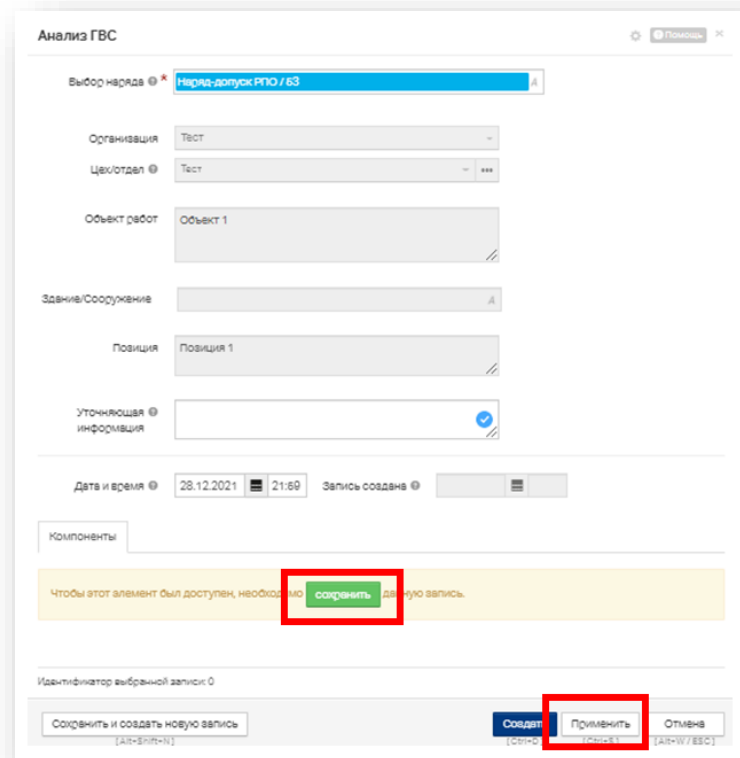 Анализ ГВС
Помощь
Выбор наряда *
Наряд-допуск РПО / 63
Организация
Тест
Цех/отдел
Тест
Объект работ
Объект 1
Здание/Сооружение
Позиция
Позиция 1
Уточняющая
информация
Дата и время
28.12.2021
21:59
Запись создана
Компоненты
Чтобы этот элемент был доступен, необходимо сохранить данную запись.
Идентификатор выбранной записи: 0
Сохранить и создать новую запись
[Alt+Shift+N]
Создать
[Ctrl+D]
Применить
[Ctrl+S]
Отмена
[Alt+W / ESC]